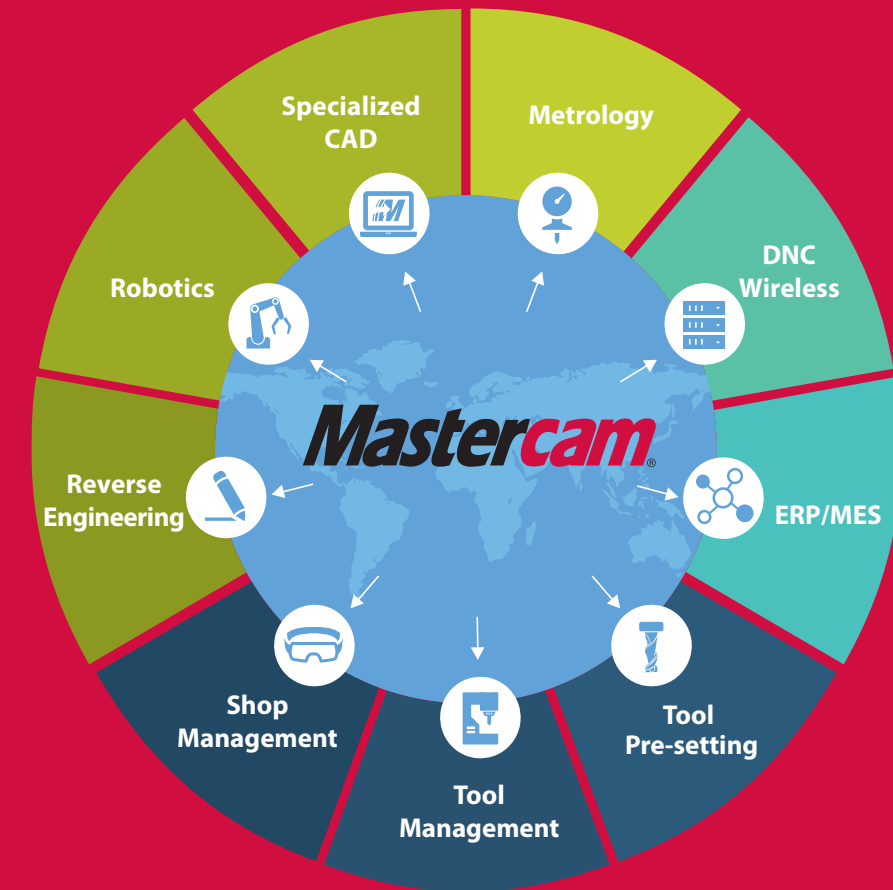 Specialized
CAD
Metrology
DNC
Wireless
Robotics
Mastercam®
Reverse
Engineering
ERP/MES
Shop
Management
Tool
Pre-setting
Tool
Management